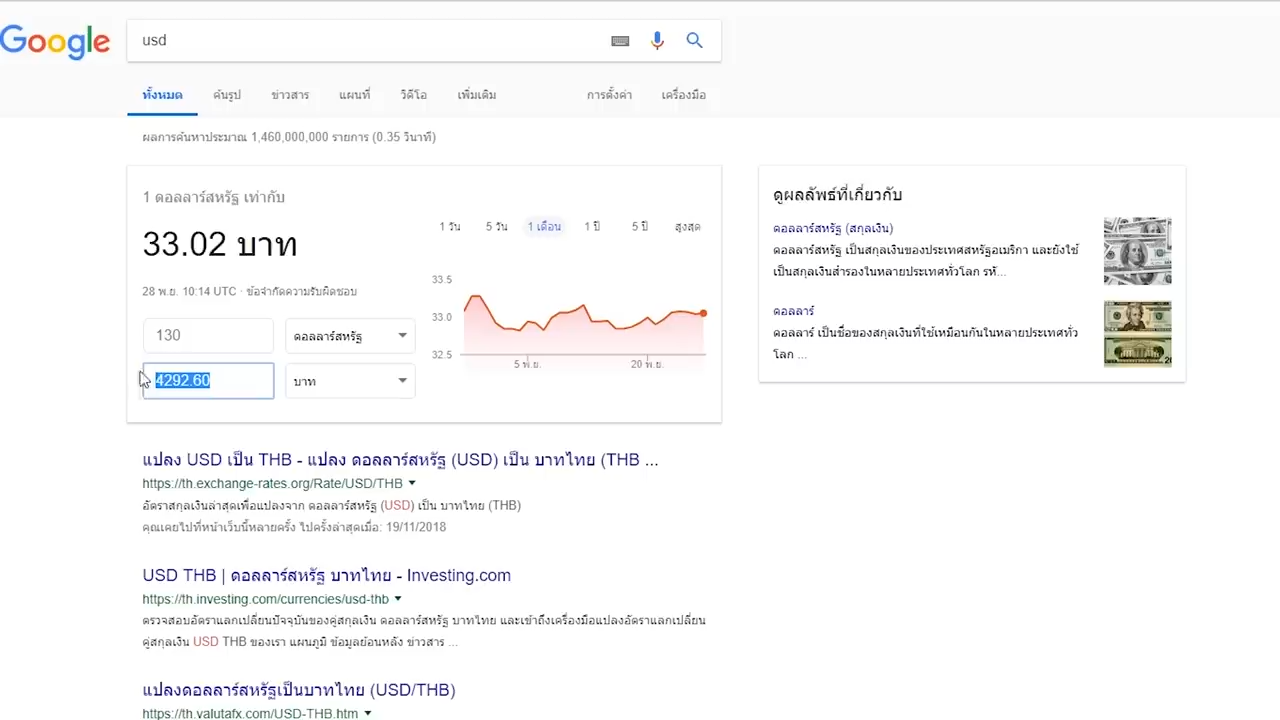 Google
usd
ทั้งหมด ค้นรูป ข่าวสาร แผนที่ วิดีโอ เพิ่มเติม การตั้งค่า เครื่องมือ
ผลการค้นหาประมาณ 1,460,000,000 รายการ (0.35 วินาที)
1 ดอลลาร์สหรัฐ เท่ากับ
33.02 บาท
28 พ.ย. 10:14 UTC · ข้อจำกัดความรับผิดชอบ
130 ดอลลาร์สหรัฐ
4292.60 บาท
1 วัน 5 วัน 1 เดือน 1 ปี 5 ปี สูงสุด
33.5
33.0
32.5
5 พ.ย. 20 พ.ย.
แปลง USD เป็น THB - แปลง ดอลลาร์สหรัฐ (USD) เป็น บาทไทย (THB ...
https://th.exchange-rates.org/Rate/USD/THB
อัตราสกุลเงินล่าสุดเพื่อแปลงจาก ดอลลาร์สหรัฐ (USD) เป็น บาทไทย (THB)
คุณเคยไปที่หน้าเว็บนี้หลายครั้ง ไปครั้งล่าสุดเมื่อ: 19/11/2018
USD THB | ดอลลาร์สหรัฐ บาทไทย - Investing.com
https://th.investing.com/currencies/usd-thb
ตรวจสอบอัตราแลกเปลี่ยนปัจจุบันของคู่สกุลเงิน ดอลลาร์สหรัฐ บาทไทย และเข้าถึงเครื่องมือแปลงอัตราแลกเปลี่ยน
คู่สกุลเงิน USD THB ของเรา แผนภูมิ ข้อมูลย้อนหลัง ข่าวสาร ...
แปลงดอลลาร์สหรัฐเป็นบาทไทย (USD/THB)
https://th.valutafx.com/USD-THB.htm
ดูผลลัพธ์ที่เกี่ยวกับ
ดอลลาร์สหรัฐ (สกุลเงิน)
ดอลลาร์สหรัฐ เป็นสกุลเงินของประเทศสหรัฐอเมริกา และยังใช้
เป็นสกุลเงินสำรองในหลายประเทศทั่วโลก รหั...
ดอลลาร์
ดอลลาร์ เป็นชื่อของสกุลเงินที่ใช้เหมือนกันในหลายประเทศทั่ว
โลก ...